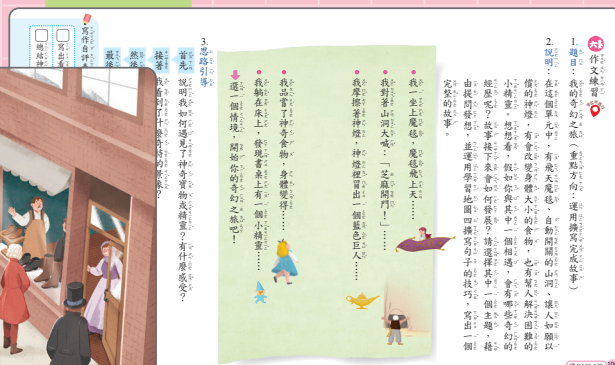 六 作文練習
1. 題目：我的奇幻之旅（重點方向：運用擴寫完成故事）
2. 說明：在這個單元中，有飛天魔毯、自動開關的山洞、讓人如願以
償的神燈，有會改變身體大小的食物，也有幫人解決困難的
小精靈。想想看，假如你與其中一個相遇，會有哪些奇幻的
經歷呢？故事接下來會如何發展？請選擇其中一個主題，藉
由提問發想，並運用學習地圖四擴寫句子的技巧，寫出一個
完整的故事。
我一坐上魔毯，魔毯飛上天……
我對著山洞大喊：「芝麻開門！」……
我摩擦著神燈，神燈裡冒出一個藍色巨人……
我品嘗了神奇食物，身體變得……
我躺在床上，發現書桌上有一個小精靈……
選一個情境，開始你的奇幻之旅吧！
3. 思路引導
首先 說明我如何遇見了神奇寶物或精靈？有什麼感受？
接著 我看到了什麼奇特的景像？
然後
最後
寫作自評
寫出看
總結神